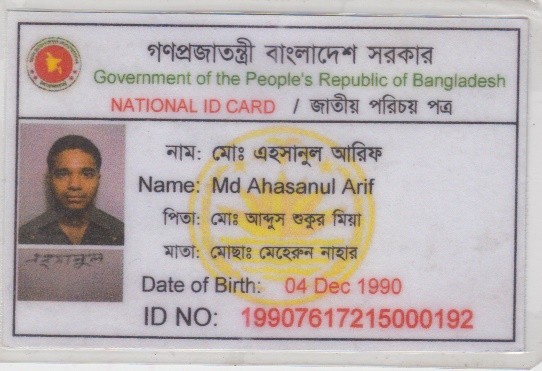 গণপ্রজাতন্ত্রী বাংলাদেশ সরকার
Government of the People's Republic of Bangladesh
NATIONAL ID CARD / জাতীয় পরিচয় পত্র
নাম: মোঃ এহসানুল আরিফ
Name: Md Ahasanul Arif
পিতা: মোঃ আব্দুস শুকুর মিয়া
মাতা: মোছাঃ মেহেরুন নাহার
এহসানুল
Date of Birth: 04 Dec 1990
ID NO: 19907617215000192